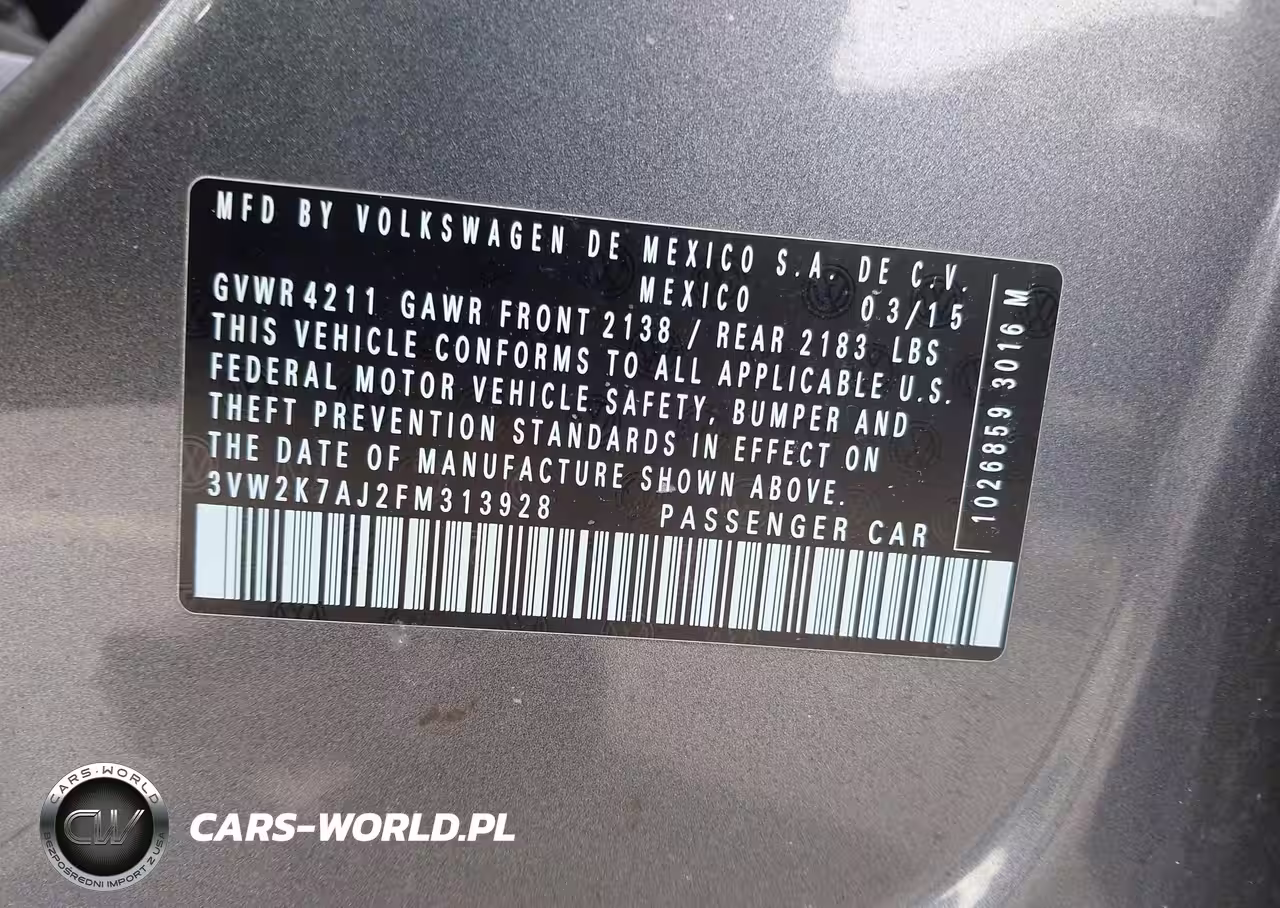 MFD BY VOLKSWAGEN DE MEXICO S.A. DE C.V.
MEXICO 03/15
GVWR 4211 GAWR FRONT 2138 / REAR 2183 LBS
THIS VEHICLE CONFORMS TO ALL APPLICABLE U.S.
FEDERAL MOTOR VEHICLE SAFETY, BUMPER AND
THEFT PREVENTION STANDARDS IN EFFECT ON
THE DATE OF MANUFACTURE SHOWN ABOVE.
3VW2K7AJ2FM313928 PASSENGER CAR
1026859 3016 M
CARS-WORLD
CW
BEZPOŚREDNI IMPORT Z USA
CARS-WORLD.PL